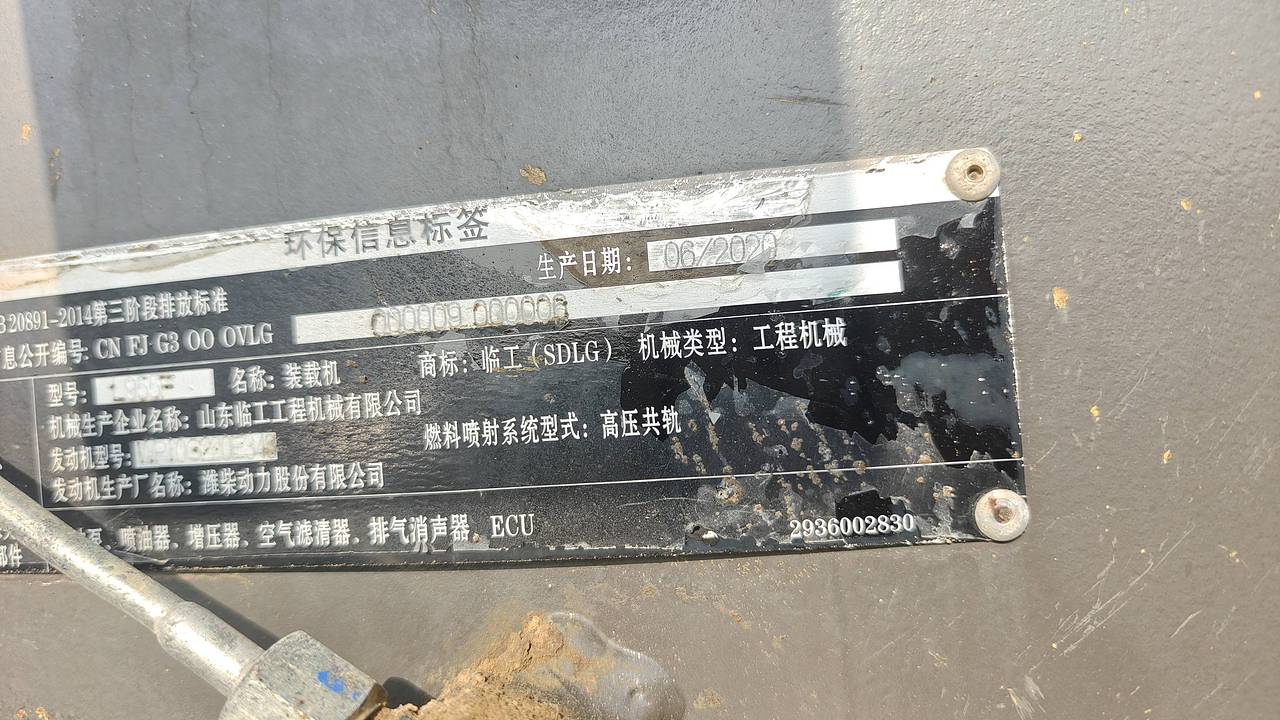 环保信息标签
生产日期: 06/2020
20891-2014第三阶段排放标准
息公开编号: CN FJ G3 00 0VLG 000009 000006
型号: 名称: 装载机 商标: 临工(SDLG) 机械类型: 工程机械
机械生产企业名称: 山东临工工程机械有限公司
发动机型号: 燃料喷射系统型式: 高压共轨
发动机生产厂名称: 潍柴动力股份有限公司
泵、喷油器、增压器、空气滤清器、排气消声器、ECU
部件
2936002830